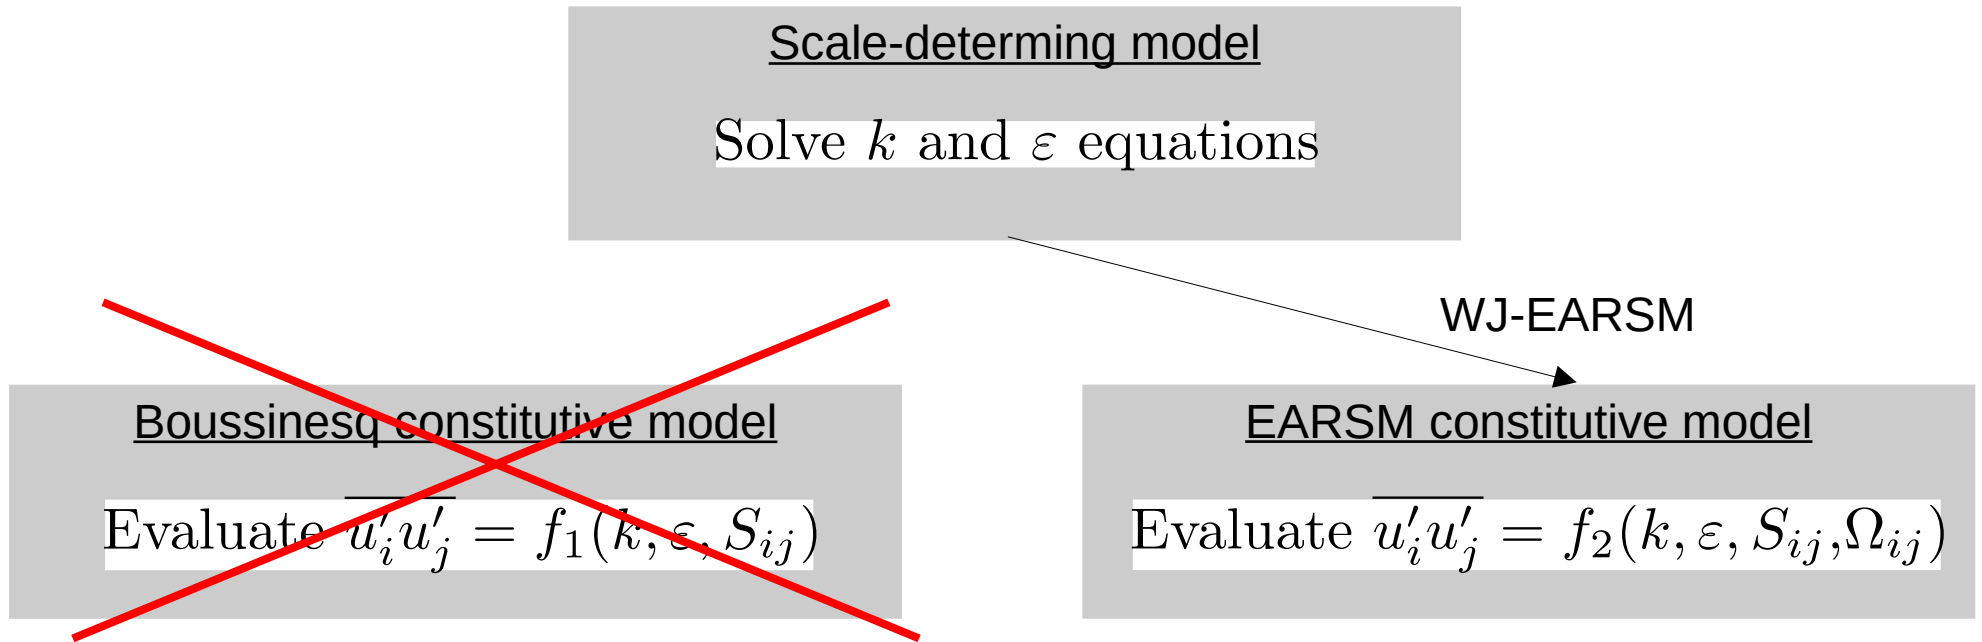 Scale-determing model
Solve k and ε equations
WJ-EARSM
Boussinesq constitutive model
Evaluate $\overline{u_i' u_j'} = f_1(k, ε, S_{ij})$
EARSM constitutive model
Evaluate $\overline{u_i' u_j'} = f_2(k, ε, S_{ij}, Ω_{ij})$